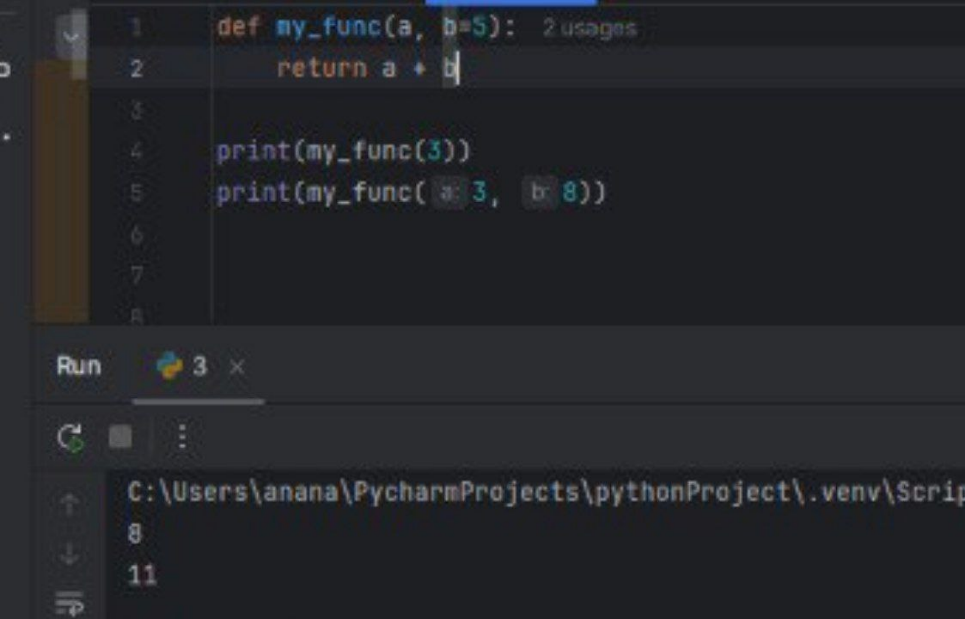 1 def my_func(a, b=5): 2 usages
2 return a + b
3
4 print(my_func(3))
5 print(my_func( a: 3, b: 8))
6
7
8
Run 3 ×
C:\Users\anana\PycharmProjects\pythonProject\.venv\Scrip
8
11